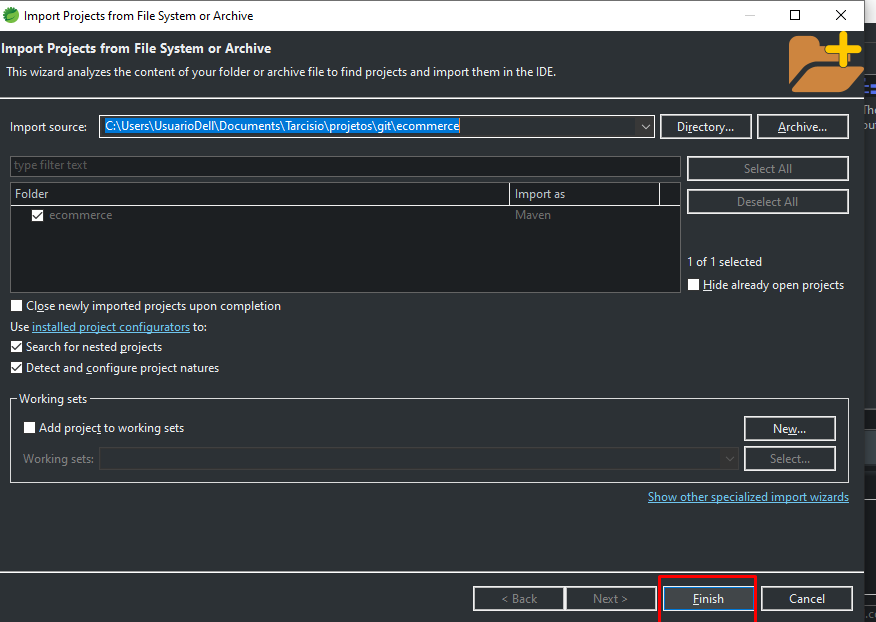 Import Projects from File System or Archive
Import Projects from File System or Archive
This wizard analyzes the content of your folder or archive file to find projects and import them in the IDE.
Import source: C:\Users\UsuarioDell\Documents\Tarcisio\projetos\git\ecommerce Directory... Archive...
type filter text Select All
Folder Import as Deselect All
ecommerce Maven
1 of 1 selected
Hide already open projects
Close newly imported projects upon completion
Use installed project configurators to:
Search for nested projects
Detect and configure project natures
Working sets
Add project to working sets New...
Working sets: Select...
Show other specialized import wizards
< Back Next > Finish Cancel